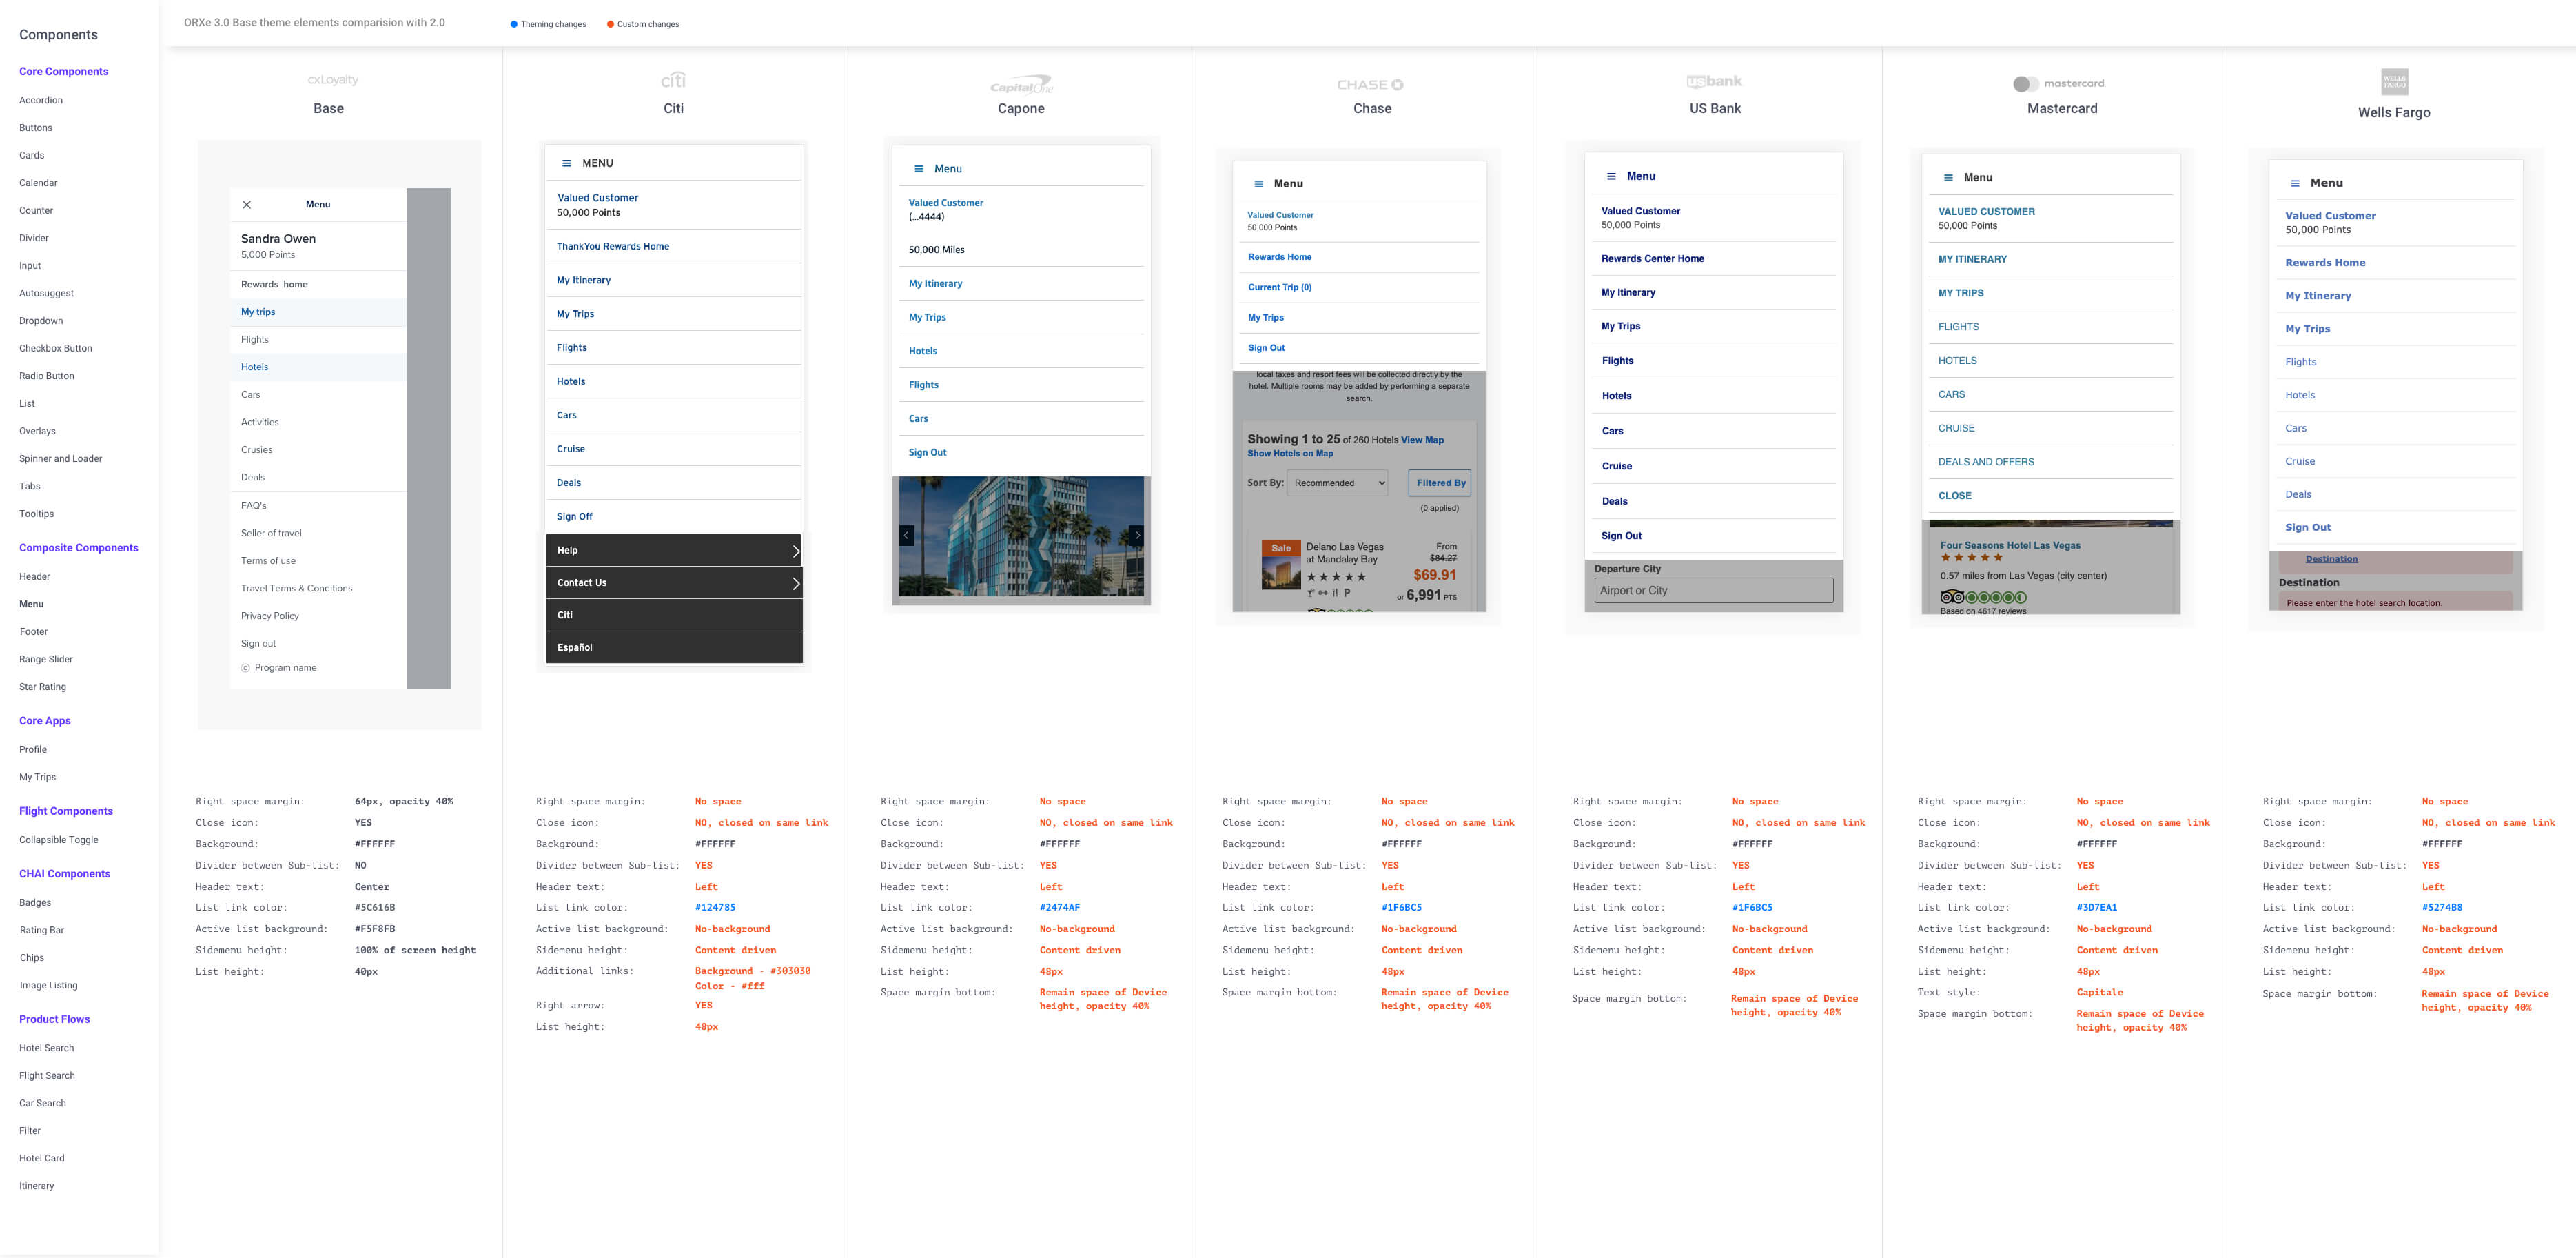 Components
Core Components
Accordion
Buttons
Cards
Calendar
Counter
Divider
Input
Autosuggest
Dropdown
Checkbox Button
Radio Button
List
Overlays
Spinner and Loader
Tabs
Tooltips
Composite Components
Header
Menu
Footer
Range Slider
Star Rating
Core Apps
Profile
My Trips
Flight Components
Collapsible Toggle
CHAI Components
Badges
Rating Bar
Chips
Image Listing
Product Flows
Hotel Search
Flight Search
Car Search
Filter
Hotel Card
Itinerary
ORXe 3.0 Base theme elements comparision with 2.0
Theming changes
Custom changes
cxLoyalty
Base
Menu
Sandra Owen
5,000 Points
Rewards home
My trips
Flights
Hotels
Cars
Activities
Crusies
Deals
FAQ's
Seller of travel
Terms of use
Travel Terms & Conditions
Privacy Policy
Sign out
© Program name
Right space margin: 64px, opacity 40%
Close icon: YES
Background: #FFFFFF
Divider between Sub-list: NO
Header text: Center
List link color: #5C616B
Active list background: #F5F8FB
Sidemenu height: 100% of screen height
List height: 40px
citi
Citi
MENU
Valued Customer
50,000 Points
ThankYou Rewards Home
My Itinerary
My Trips
Flights
Hotels
Cars
Cruise
Deals
Sign Off
Help
Contact Us
Citi
Español
Right space margin: No space
Close icon: NO, closed on same link
Background: #FFFFFF
Divider between Sub-list: YES
Header text: Left
List link color: #124785
Active list background: No-background
Sidemenu height: Content driven
Additional links: Background - #303030
Color - #fff
Right arrow: YES
List height: 48px
Capital One
Capone
Menu
Valued Customer
(...4444)
50,000 Miles
My Itinerary
My Trips
Hotels
Flights
Cars
Sign Out
Right space margin: No space
Close icon: NO, closed on same link
Background: #FFFFFF
Divider between Sub-list: YES
Header text: Left
List link color: #2474AF
Active list background: No-background
Sidemenu height: Content driven
List height: 48px
Space margin bottom: Remain space of Device
height, opacity 40%
CHASE
Chase
Menu
Valued Customer
50,000 Points
Rewards Home
Current Trip (0)
My Trips
Sign Out
local taxes and resort fees will be collected directly by the
hotel. Multiple rooms may be added by performing a separate
search.
Showing 1 to 25 of 260 Hotels View Map
Show Hotels on Map
Sort By: Recommended Filtered By
(0 applied)
Sale
Delano Las Vegas
at Mandalay Bay
From
$84.27
$69.91
P
or 6,991 PTS
Right space margin: No space
Close icon: NO, closed on same link
Background: #FFFFFF
Divider between Sub-list: YES
Header text: Left
List link color: #1F6BC5
Active list background: No-background
Sidemenu height: Content driven
List height: 48px
Space margin bottom: Remain space of Device
height, opacity 40%
usbank
US Bank
Menu
Valued Customer
50,000 Points
Rewards Center Home
My Itinerary
My Trips
Flights
Hotels
Cars
Cruise
Deals
Sign Out
Departure City
Airport or City
Right space margin: No space
Close icon: NO, closed on same link
Background: #FFFFFF
Divider between Sub-list: YES
Header text: Left
List link color: #1F6BC5
Active list background: No-background
Sidemenu height: Content driven
List height: 48px
Space margin bottom: Remain space of Device
height, opacity 40%
mastercard
Mastercard
Menu
VALUED CUSTOMER
50,000 Points
MY ITINERARY
MY TRIPS
FLIGHTS
HOTELS
CARS
CRUISE
DEALS AND OFFERS
CLOSE
Four Seasons Hotel Las Vegas
0.57 miles from Las Vegas (city center)
Based on 4617 reviews
Right space margin: No space
Close icon: NO, closed on same link
Background: #FFFFFF
Divider between Sub-list: YES
Header text: Left
List link color: #3D7EA1
Active list background: No-background
Sidemenu height: Content driven
List height: 48px
Text style: Capitale
Space margin bottom: Remain space of Device
height, opacity 40%
WELLS
FARGO
Wells Fargo
Menu
Valued Customer
50,000 Points
Rewards Home
My Itinerary
My Trips
Flights
Hotels
Cars
Cruise
Deals
Sign Out
Destination
Destination
Please enter the hotel search location.
Right space margin: No space
Close icon: NO, closed on same link
Background: #FFFFFF
Divider between Sub-list: YES
Header text: Left
List link color: #5274B8
Active list background: No-background
Sidemenu height: Content driven
List height: 48px
Space margin bottom: Remain space of Device
height, opacity 40%